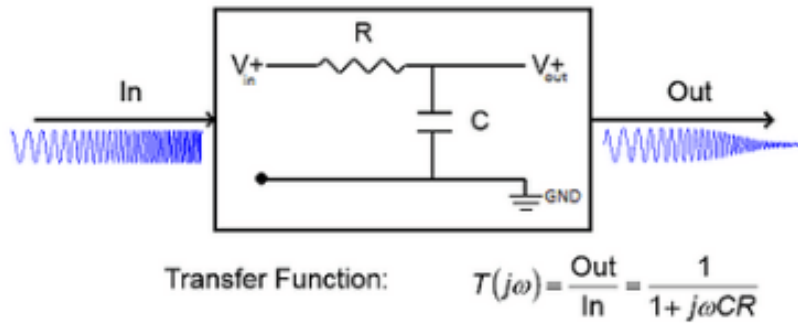 R
V+
in
V+
out
In
Out
C
GND
Transfer Function: T(jω) = Out/In = 1/(1 + jωCR)